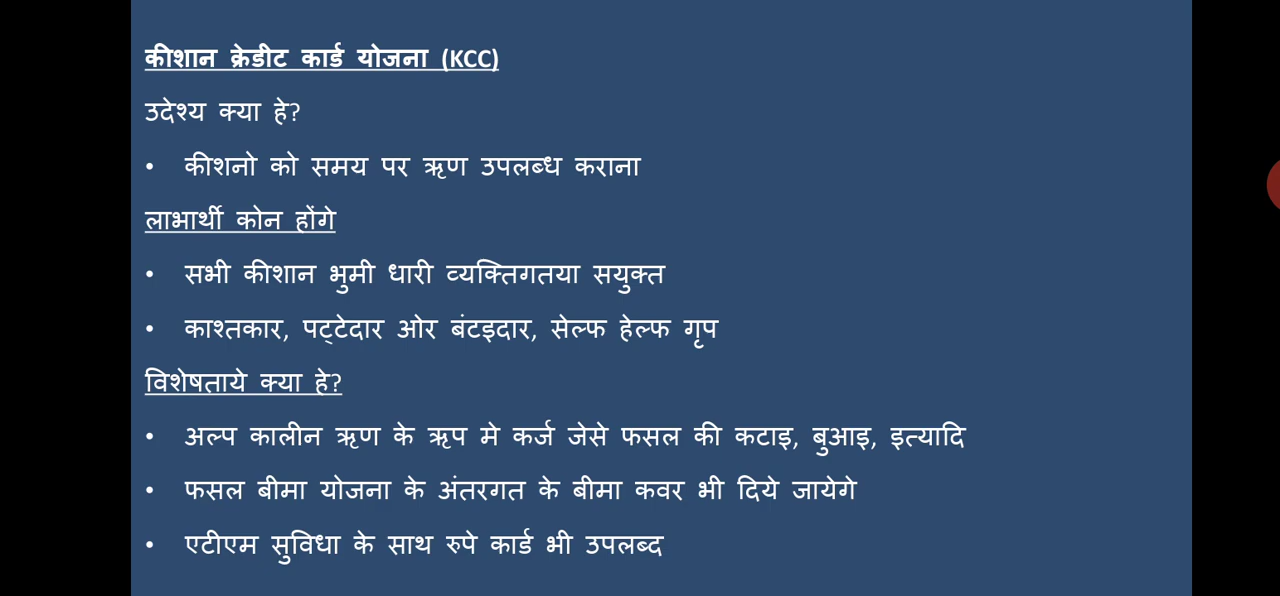 कीशान क्रेडीट कार्ड योजना (KCC)
उदेश्य क्या हे?
• कीशनो को समय पर ऋण उपलब्ध कराना
लाभार्थी कोन होंगे
• सभी कीशान भुमी धारी व्यक्तिगतया सयुक्त
• काश्तकार, पट्टेदार ओर बंटइदार, सेल्फ हेल्फ गृप
विशेषताये क्या हे?
• अल्प कालीन ऋण के ऋप मे कर्ज जेसे फसल की कटाइ, बुआइ, इत्यादि
• फसल बीमा योजना के अंतरगत के बीमा कवर भी दिये जायेगे
• एटीएम सुविधा के साथ रुपे कार्ड भी उपलब्द